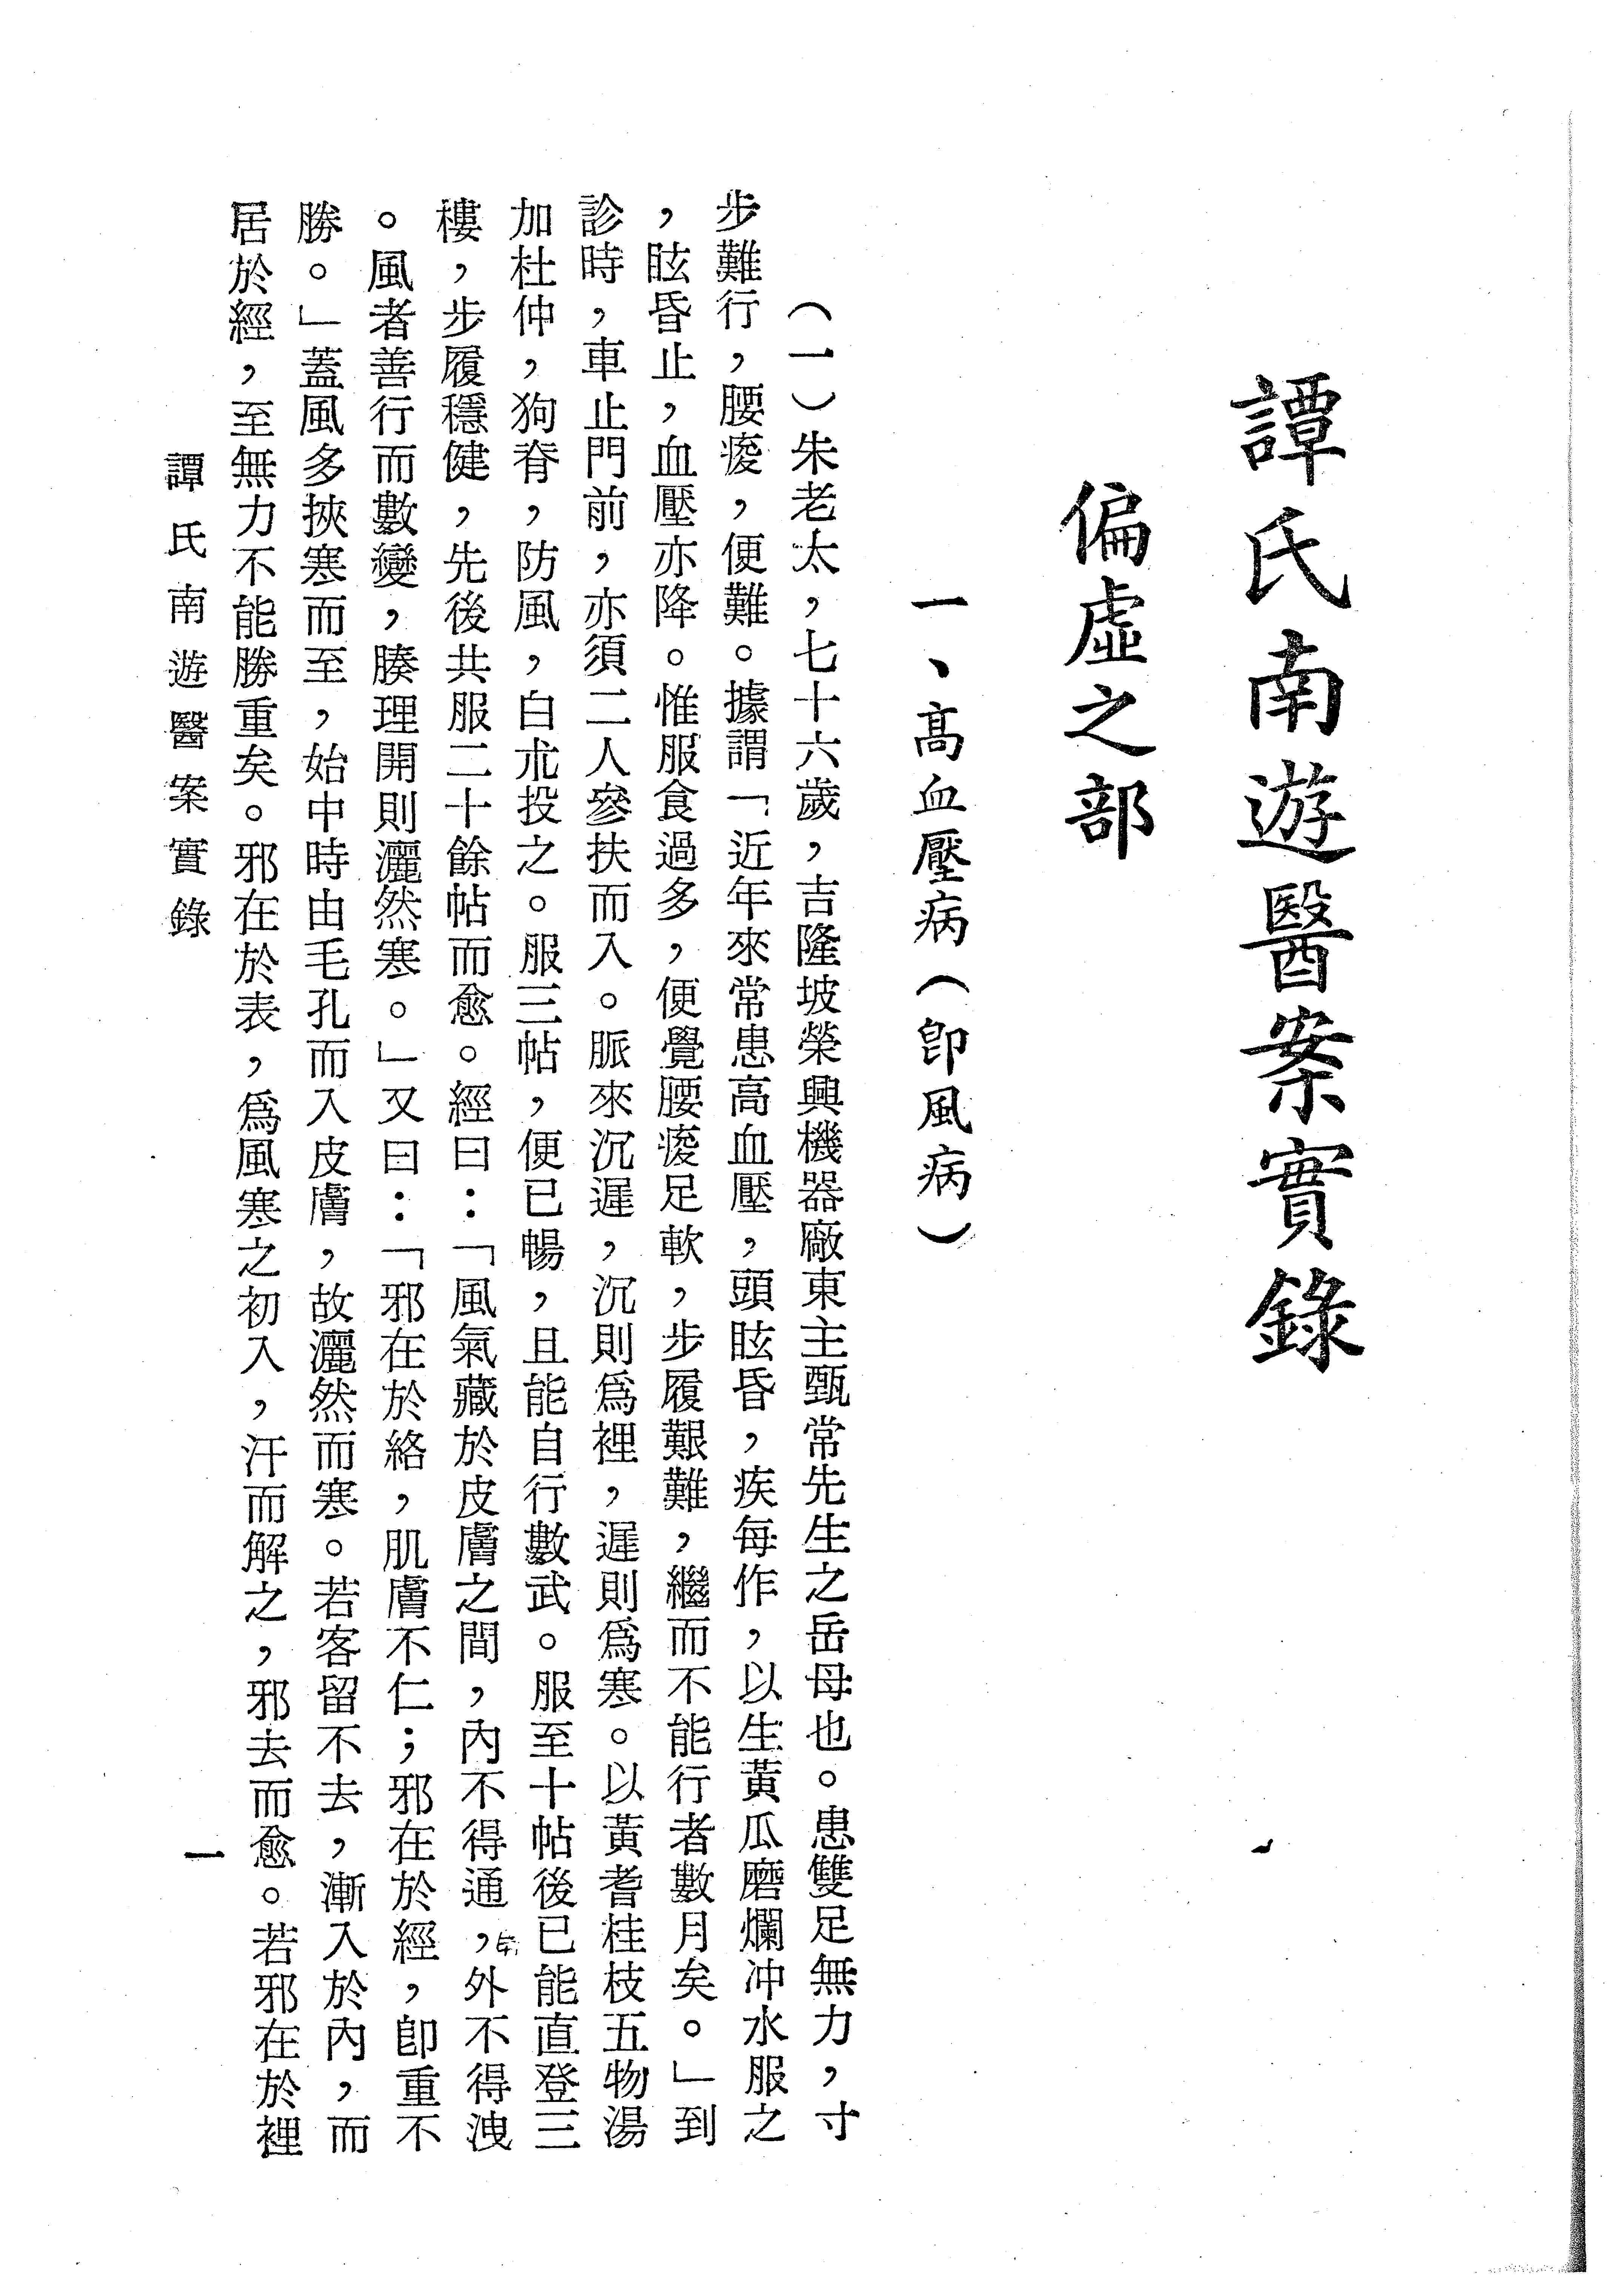 譚氏南遊醫案實錄
偏虛之部
一、高血壓病（卽風病）
（一）朱老太，七十六歲，吉隆坡榮興機器廠東主甄常先生之岳母也。患雙足無力，寸
步難行，腰痠，便難。據謂「近年來常患高血壓，頭眩昏，疾每作，以生黃瓜磨爛冲水服之
，眩昏止，血壓亦降。惟服食過多，便覺腰痠足軟，步履艱難，繼而不能行者數月矣。」到
診時，車止門前，亦須二人參扶而入。脈來沉遲，沉則爲裡，遲則爲寒。以黃耆桂枝五物湯
加杜仲，狗脊，防風，白朮投之。服三帖，便已暢，且能自行數武。服至十帖後已能直登三
樓，步履穩健，先後共服二十餘帖而愈。經曰：「風氣藏於皮膚之間，內不得通，外不得洩
。風者善行而數變，腠理開則灑然寒。」又曰：「邪在於絡，肌膚不仁；邪在於經，卽重不
勝。」蓋風多挾寒而至，始中時由毛孔而入皮膚，故灑然而寒。若客留不去，漸入於內，而
居於經，至無力不能勝重矣。邪在於表，爲風寒之初入，汗而解之，邪去而愈。若邪在於裡
譚氏南遊醫案實錄
一